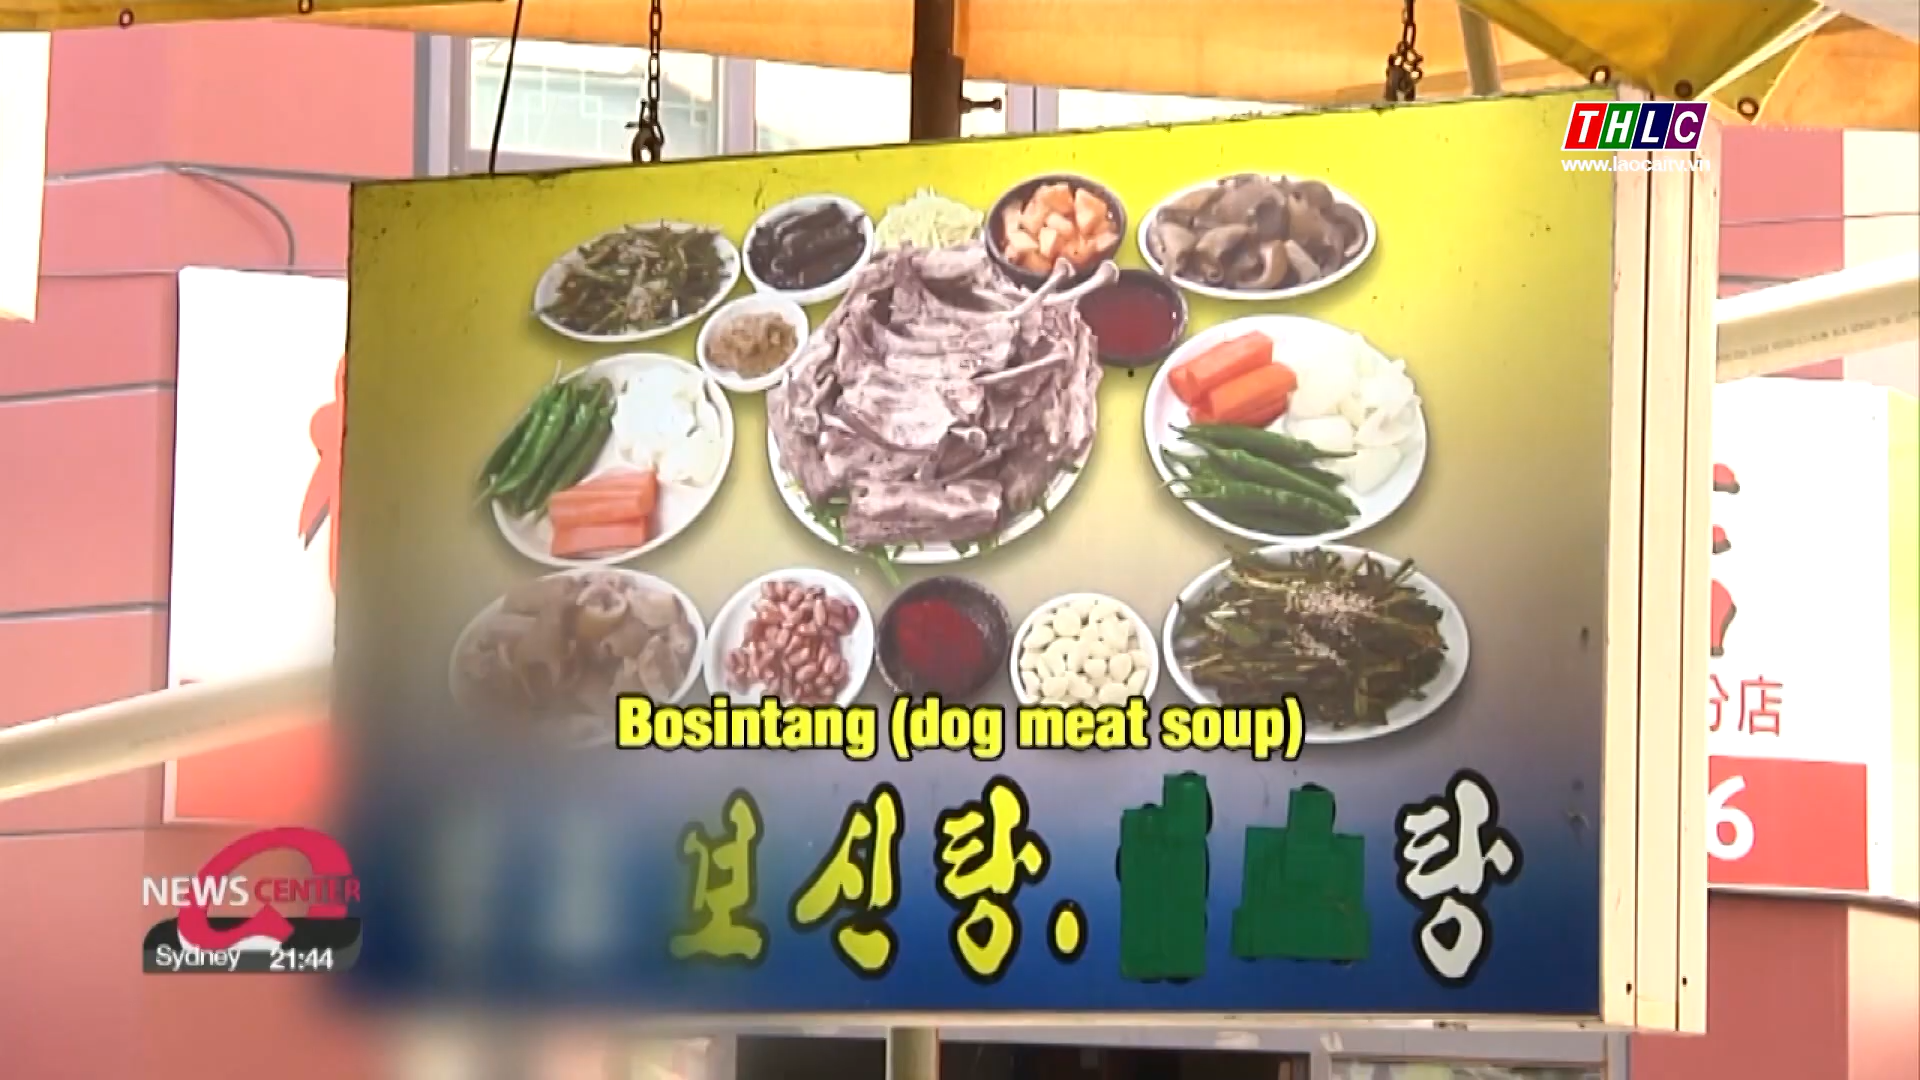 THLC
www.laocaitv.vn
分店
6
Bosintang (dog meat soup)
보신탕. 탕
NEWS CENTER
Sydney 21:44